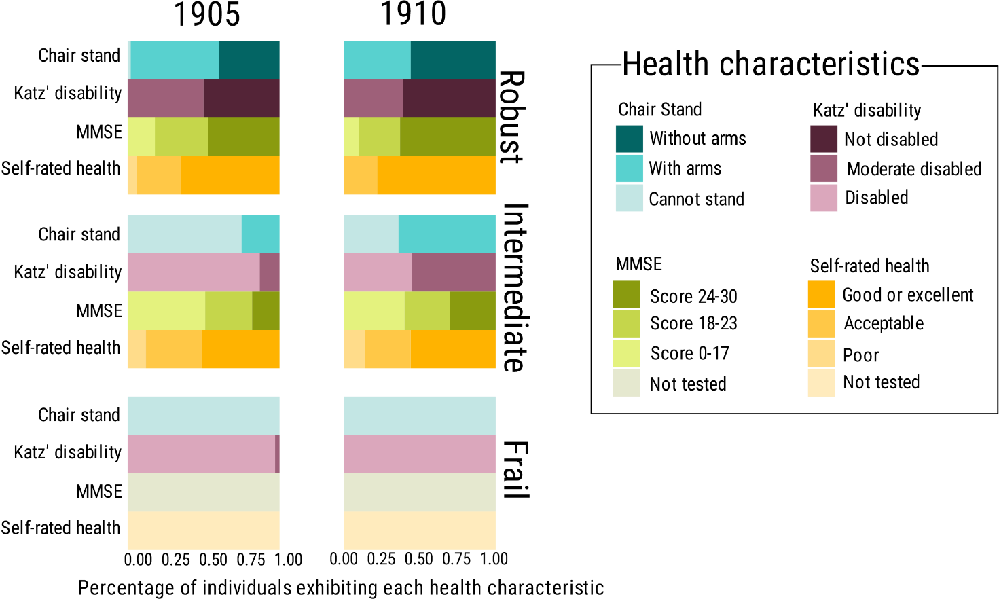 1905
1910
Chair stand
Katz' disability
MMSE
Self-rated health
Robust
Chair stand
Katz' disability
MMSE
Self-rated health
Intermediate
Chair stand
Katz' disability
MMSE
Self-rated health
Frail
0.00 0.25 0.50 0.75 1.00
0.00 0.25 0.50 0.75 1.00
Percentage of individuals exhibiting each health characteristic
Health characteristics
Chair Stand
Without arms
With arms
Cannot stand
Katz' disability
Not disabled
Moderate disabled
Disabled
MMSE
Score 24-30
Score 18-23
Score 0-17
Not tested
Self-rated health
Good or excellent
Acceptable
Poor
Not tested